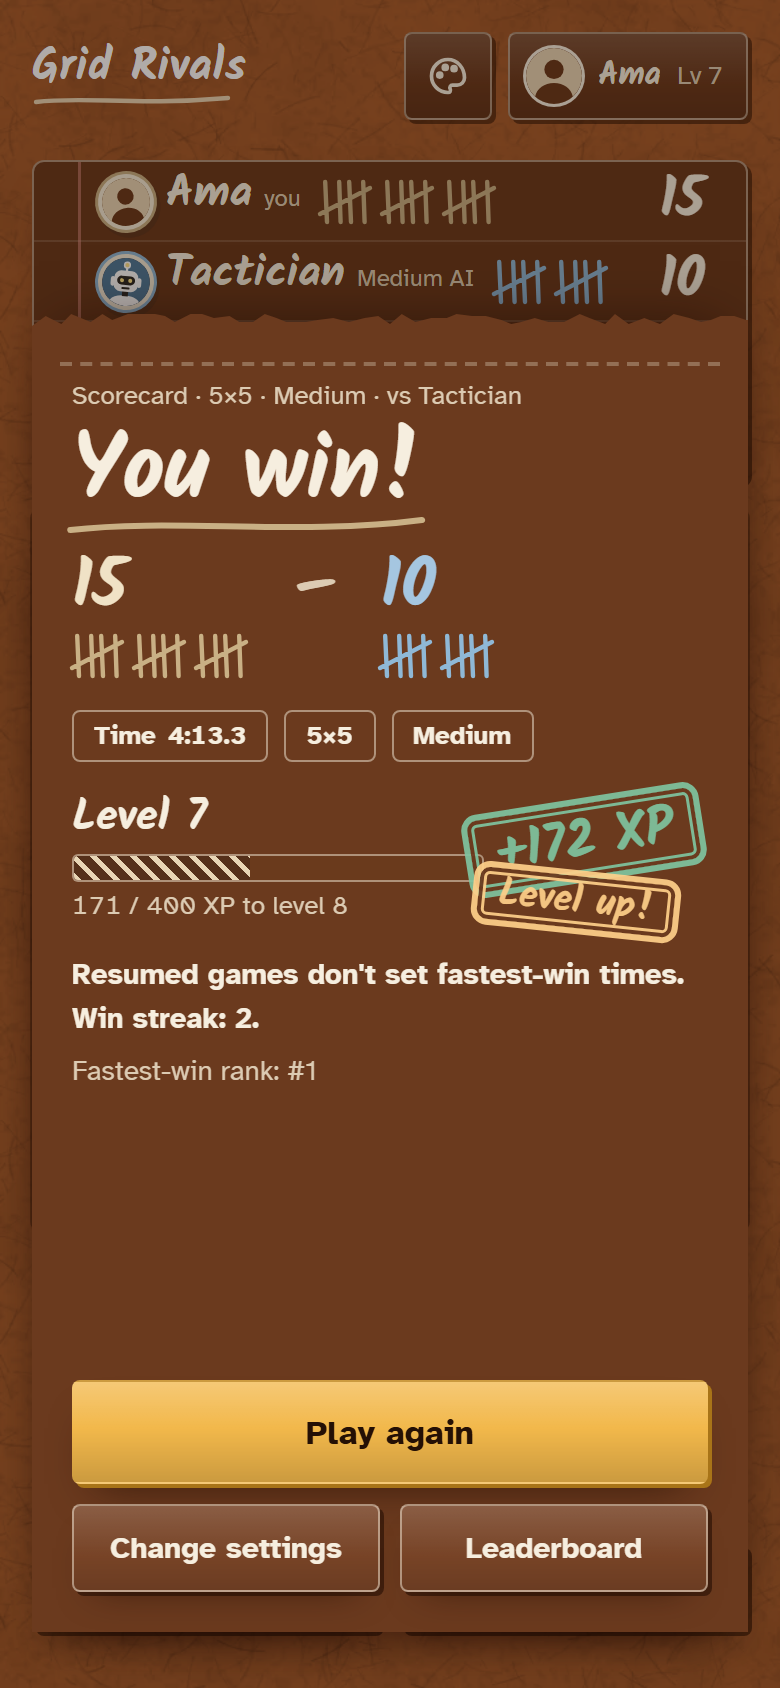 Grid Rivals
Ama Lv 7
Ama you 15
Tactician Medium AI 10
Scorecard · 5×5 · Medium · vs Tactician
You win!
15 – 10
Time 4:13.3 5×5 Medium
Level 7
+172 XP
Level up!
171 / 400 XP to level 8
Resumed games don't set fastest-win times.
Win streak: 2.
Fastest-win rank: #1
Play again
Change settings Leaderboard